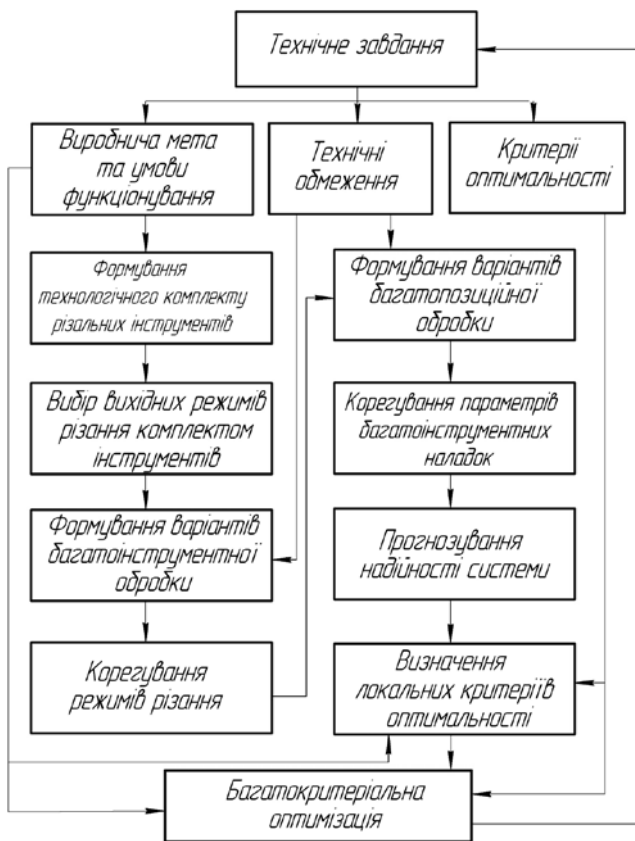 Технічне завдання
Виробнича мета
та умови
функціонування
Технічні
обмеження
Критерії
оптимальності
Формування
технологічного комплекту
різальних інструментів
Формування варіантів
багатопозиційної
обробки
Вибір вихідних режимів
різання комплектом
інструментів
Корегування параметрів
багатоінструментних
наладок
Формування варіантів
багатоінструментної
обробки
Прогнозування
надійності системи
Корегування
режимів різання
Визначення
локальних критеріїв
оптимальності
Багатокритеріальна
оптимізація